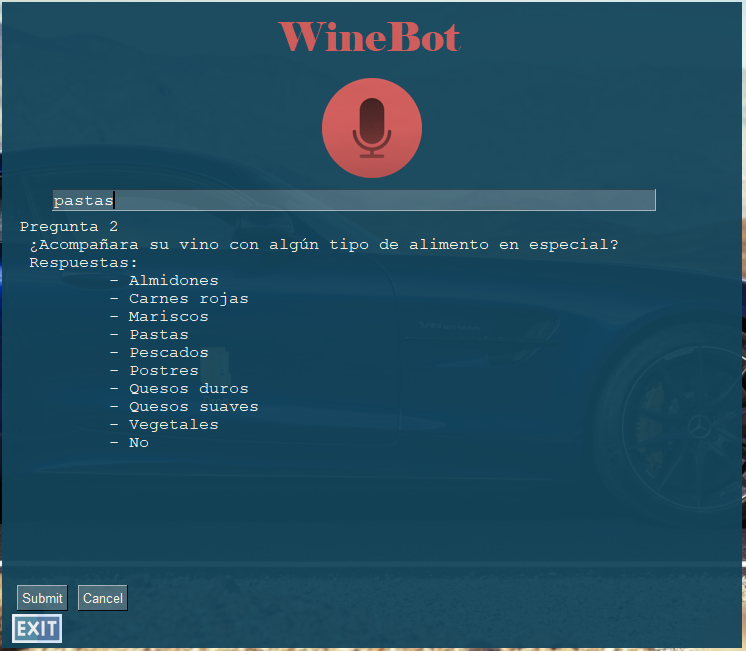 WineBot
pastas
Pregunta 2
¿Acompañara su vino con algún tipo de alimento en especial?
Respuestas:
- Almidones
- Carnes rojas
- Mariscos
- Pastas
- Pescados
- Postres
- Quesos duros
- Quesos suaves
- Vegetales
- No
Submit Cancel
EXIT